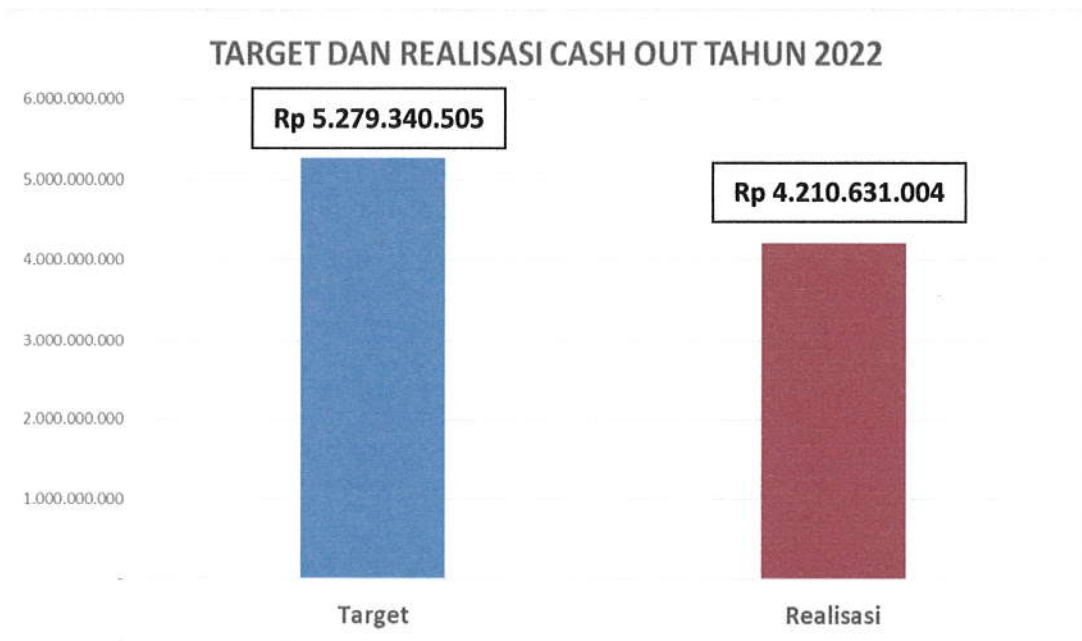 TARGET DAN REALISASI CASH OUT TAHUN 2022
6.000.000.000
Rp 5.279.340.505
5.000.000.000
Rp 4.210.631.004
4.000.000.000
3.000.000.000
2.000.000.000
1.000.000.000
-
Target
Realisasi